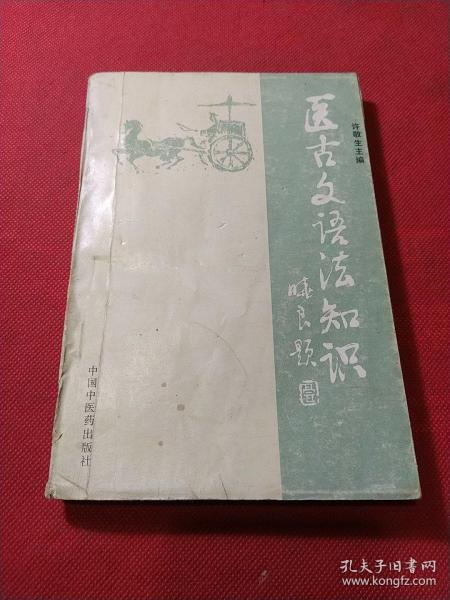 许敬生主编
医古文语法知识
时良题
中国中医药出版社
孔夫子旧书网
www.kongfz.com